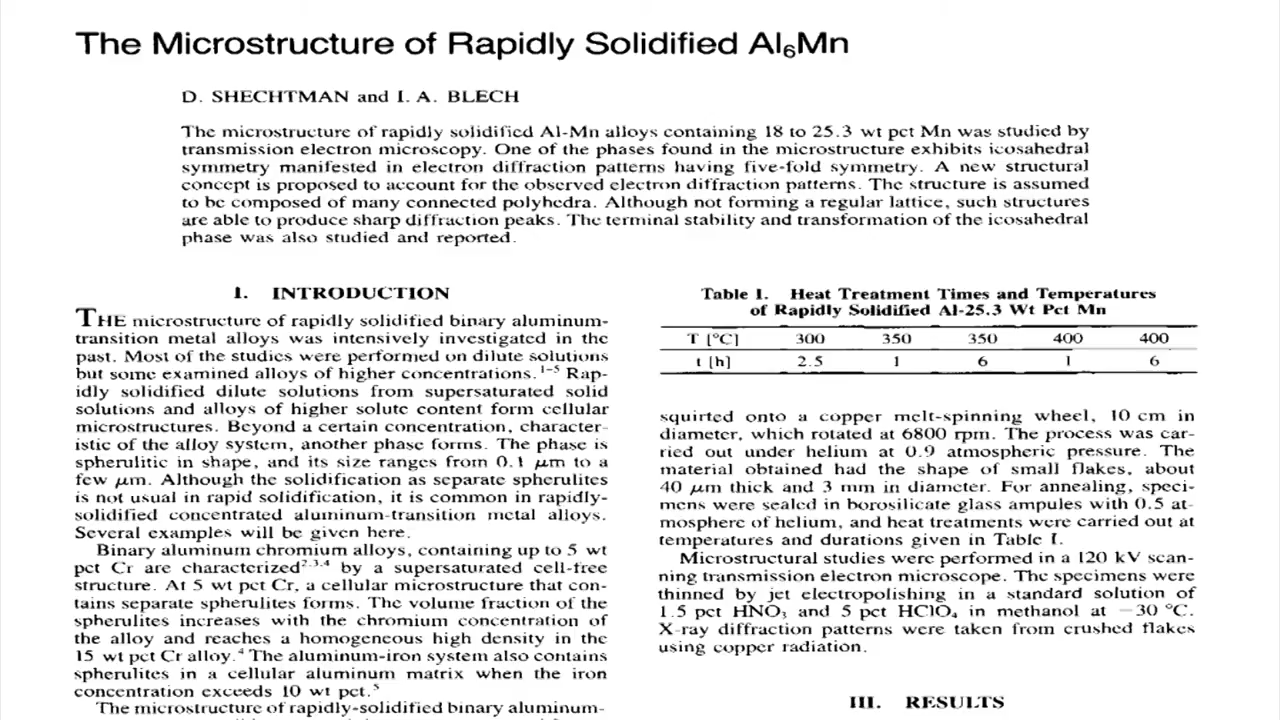 The Microstructure of Rapidly Solidified Al₆Mn
D. SHECHTMAN and I. A. BLECH
The microstructure of rapidly solidified Al-Mn alloys containing 18 to 25.3 wt pct Mn was studied by
transmission electron microscopy. One of the phases found in the microstructure exhibits icosahedral
symmetry manifested in electron diffraction patterns having five-fold symmetry. A new structural
concept is proposed to account for the observed electron diffraction patterns. The structure is assumed
to be composed of many connected polyhedra. Although not forming a regular lattice, such structures
are able to produce sharp diffraction peaks. The terminal stability and transformation of the icosahedral
phase was also studied and reported.
I. INTRODUCTION
THE microstructure of rapidly solidified binary aluminum-
transition metal alloys was intensively investigated in the
past. Most of the studies were performed on dilute solutions
but some examined alloys of higher concentrations.¹⁻⁵ Rap-
idly solidified dilute solutions from supersaturated solid
solutions and alloys of higher solute content form cellular
microstructures. Beyond a certain concentration, character-
istic of the alloy system, another phase forms. The phase is
spherulitic in shape, and its size ranges from 0.1 μm to a
few μm. Although the solidification as separate spherulites
is not usual in rapid solidification, it is common in rapidly-
solidified concentrated aluminum-transition metal alloys.
Several examples will be given here.
Binary aluminum chromium alloys, containing up to 5 wt
pct Cr are characterized²·³·⁴ by a supersaturated cell-free
structure. At 5 wt pct Cr, a cellular microstructure that con-
tains separate spherulites forms. The volume fraction of the
spherulites increases with the chromium concentration of
the alloy and reaches a homogeneous high density in the
15 wt pct Cr alloy.⁴ The aluminum-iron system also contains
spherulites in a cellular aluminum matrix when the iron
concentration exceeds 10 wt pct.⁵
The microstructure of rapidly-solidified binary aluminum-
Table I. Heat Treatment Times and Temperatures
of Rapidly Solidified Al-25.3 Wt Pct Mn
T [°C] 300 350 350 400 400
t [h] 2.5 1 6 1 6
squirted onto a copper melt-spinning wheel, 10 cm in
diameter, which rotated at 6800 rpm. The process was car-
ried out under helium at 0.9 atmospheric pressure. The
material obtained had the shape of small flakes, about
40 μm thick and 3 mm in diameter. For annealing, speci-
mens were sealed in borosilicate glass ampules with 0.5 at-
mosphere of helium, and heat treatments were carried out at
temperatures and durations given in Table I.
Microstructural studies were performed in a 120 kV scan-
ning transmission electron microscope. The specimens were
thinned by jet electropolishing in a standard solution of
1.5 pct HNO₃ and 5 pct HClO₄ in methanol at −30 °C.
X-ray diffraction patterns were taken from crushed flakes
using copper radiation.
III. RESULTS